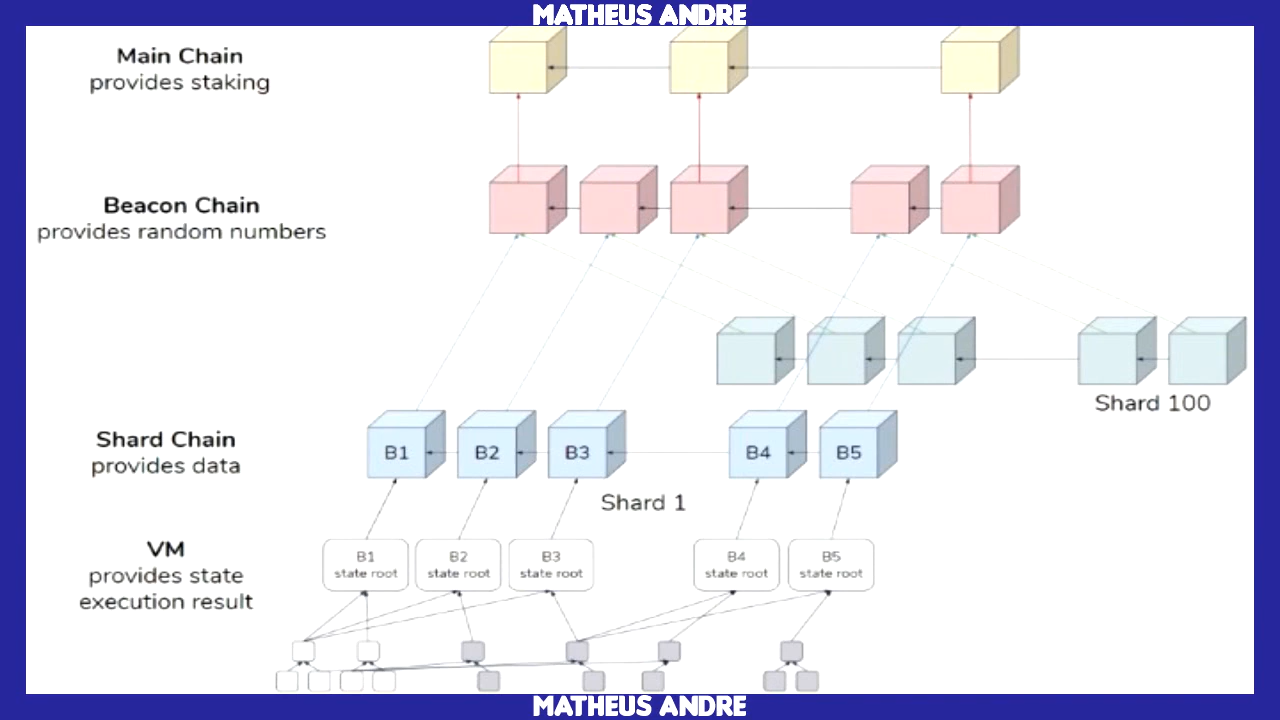 MATHEUS ANDRE
Main Chain
provides staking
Beacon Chain
provides random numbers
Shard 100
Shard Chain
provides data
B1
B2
B3
B4
B5
Shard 1
VM
provides state
execution result
B1
state root
B2
state root
B3
state root
B4
state root
B5
state root
MATHEUS ANDRE